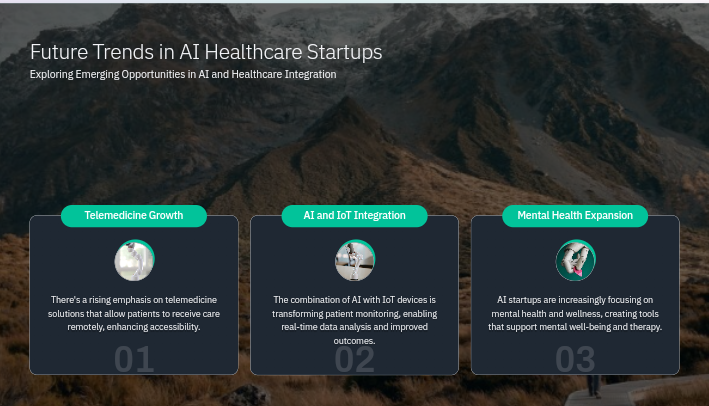 Future Trends in AI Healthcare Startups
Exploring Emerging Opportunities in AI and Healthcare Integration
Telemedicine Growth
There's a rising emphasis on telemedicine
solutions that allow patients to receive care
remotely, enhancing accessibility.
01
AI and IoT Integration
The combination of AI with IoT devices is
transforming patient monitoring, enabling
real-time data analysis and improved
outcomes.
02
Mental Health Expansion
AI startups are increasingly focusing on
mental health and wellness, creating tools
that support mental well-being and therapy.
03